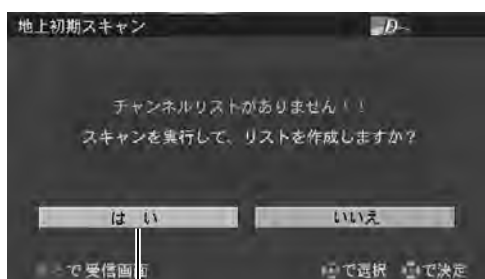 地上初期スキャン
D
チャンネルリストがありません！！
スキャンを実行して、リストを作成しますか？
はい いいえ
で受信画面 で選択 で決定